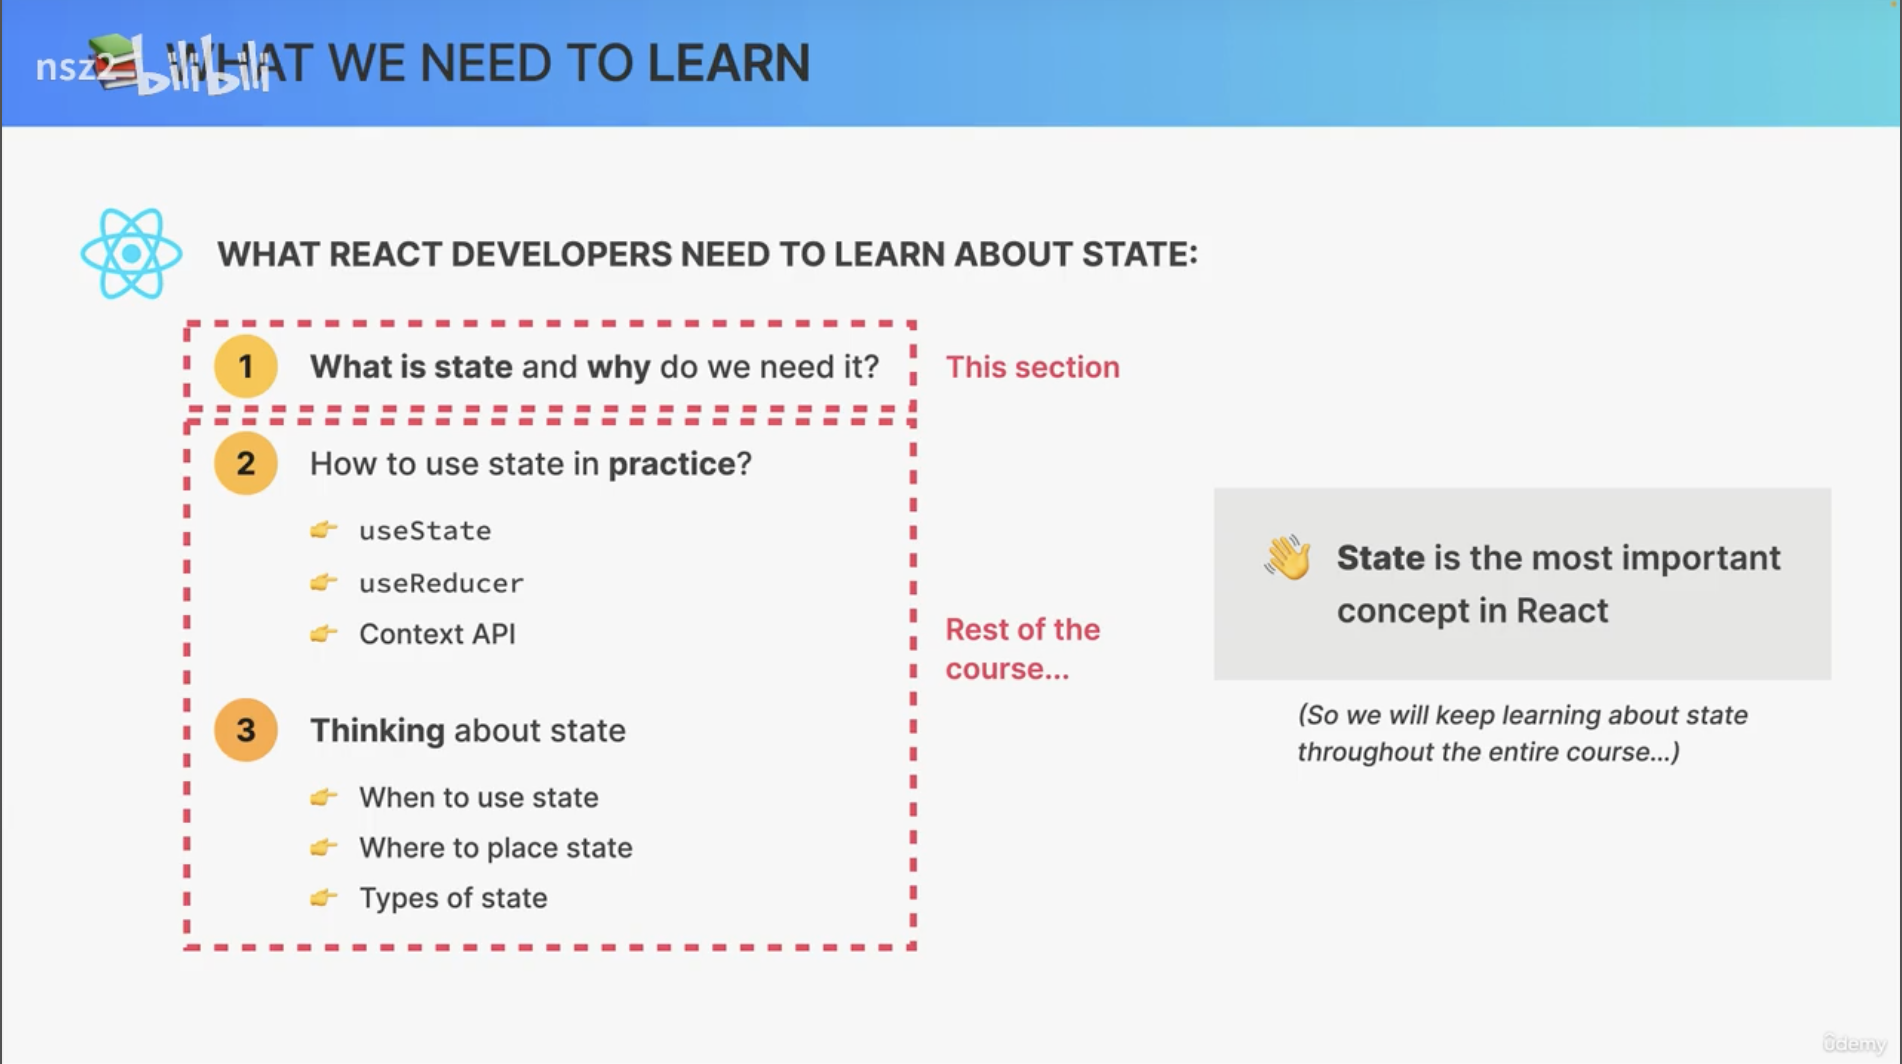 nsz2 bilibili
WHAT WE NEED TO LEARN
WHAT REACT DEVELOPERS NEED TO LEARN ABOUT STATE:
1 What is state and why do we need it?
This section
2 How to use state in practice?
useState
useReducer
Context API
Rest of the
course...
3 Thinking about state
When to use state
Where to place state
Types of state
State is the most important
concept in React
(So we will keep learning about state
throughout the entire course...)
ûdemy